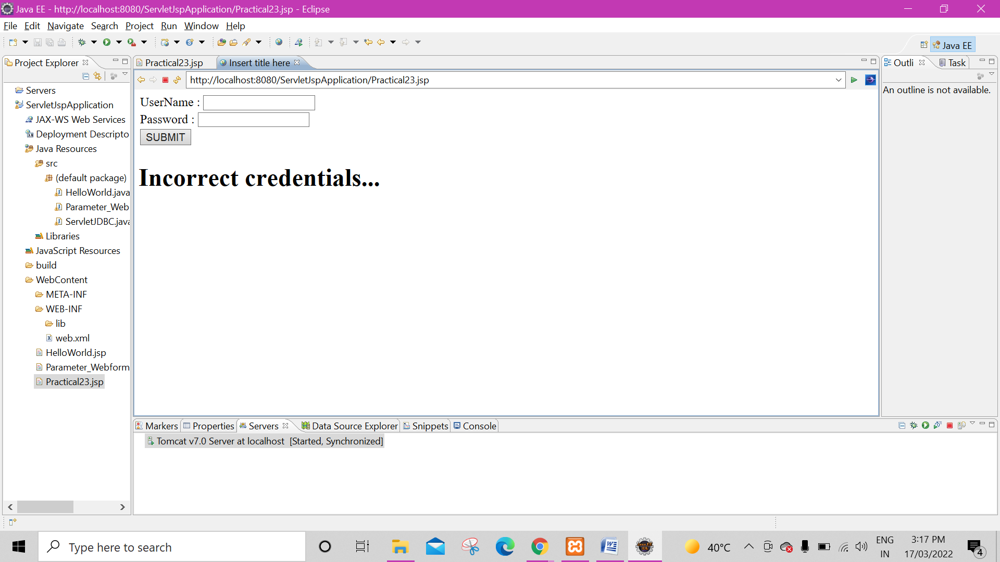 Java EE - http://localhost:8080/ServletJspApplication/Practical23.jsp - Eclipse
File Edit Navigate Search Project Run Window Help
Java EE
Project Explorer
Servers
ServletJspApplication
JAX-WS Web Services
Deployment Descripto
Java Resources
src
(default package)
HelloWorld.java
Parameter_Web
ServletJDBC.java
Libraries
JavaScript Resources
build
WebContent
META-INF
WEB-INF
lib
web.xml
HelloWorld.jsp
Parameter_Webform
Practical23.jsp
Practical23.jsp Insert title here
http://localhost:8080/ServletJspApplication/Practical23.jsp
UserName :
Password :
SUBMIT
Incorrect credentials...
Outli Task
An outline is not available.
Markers Properties Servers Data Source Explorer Snippets Console
Tomcat v7.0 Server at localhost [Started, Synchronized]
Type here to search
40°C
ENG
IN
3:17 PM
17/03/2022
4